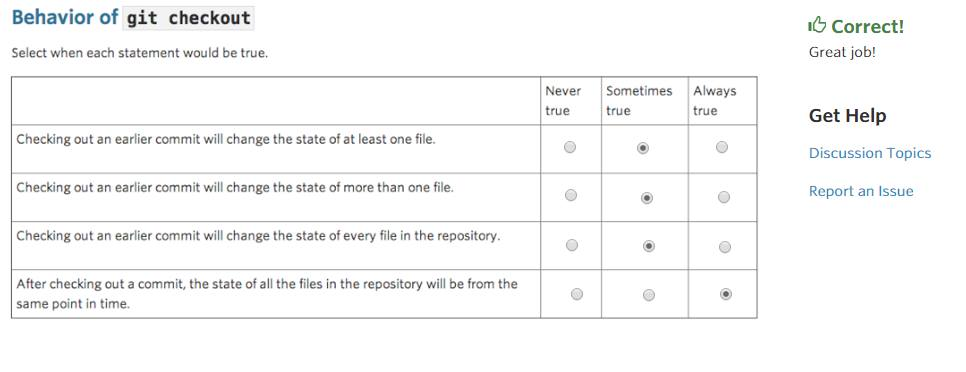 Behavior of git checkout
Select when each statement would be true.
Never true
Sometimes true
Always true
Checking out an earlier commit will change the state of at least one file.
Checking out an earlier commit will change the state of more than one file.
Checking out an earlier commit will change the state of every file in the repository.
After checking out a commit, the state of all the files in the repository will be from the
same point in time.
Correct!
Great job!
Get Help
Discussion Topics
Report an Issue